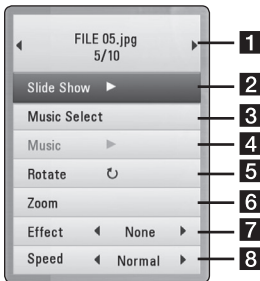 FILE 05.jpg 1
5/10
Slide Show 2
Music Select 3
Music 4
Rotate 5
Zoom 6
Effect None 7
Speed Normal 8